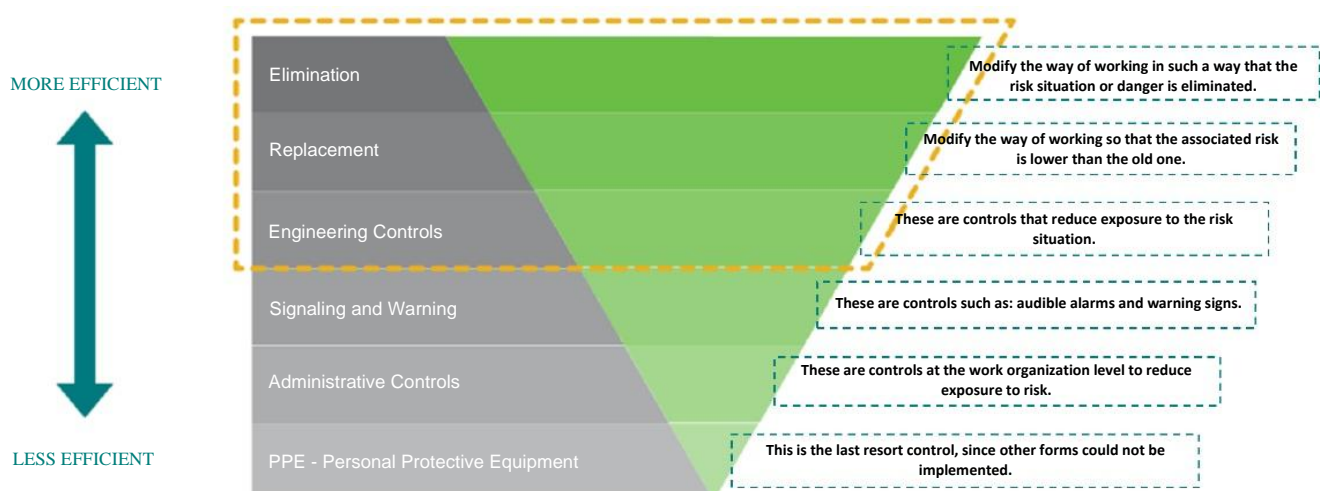 MORE EFFICIENT
Elimination
Modify the way of working in such a way that the
risk situation or danger is eliminated.
Replacement
Modify the way of working so that the associated risk
is lower than the old one.
Engineering Controls
These are controls that reduce exposure to the risk
situation.
Signaling and Warning
These are controls such as: audible alarms and warning signs.
Administrative Controls
These are controls at the work organization level to reduce
exposure to risk.
LESS EFFICIENT
PPE - Personal Protective Equipment
This is the last resort control, since other forms could not be
implemented.